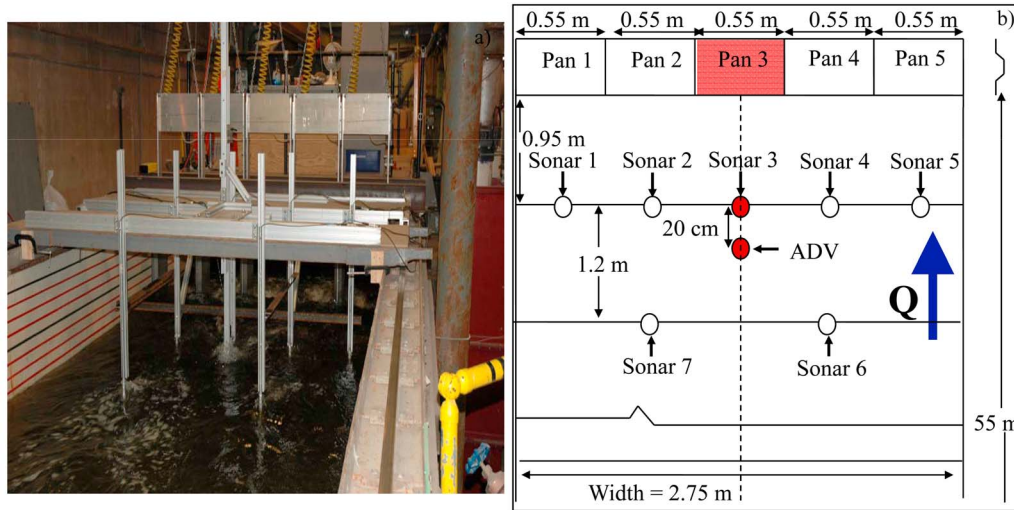 a)
b)
0.55 m 0.55 m 0.55 m 0.55 m 0.55 m
Pan 1 Pan 2 Pan 3 Pan 4 Pan 5
0.95 m
Sonar 1 Sonar 2 Sonar 3 Sonar 4 Sonar 5
20 cm
ADV
1.2 m
Q
Sonar 7 Sonar 6
55 m
Width = 2.75 m